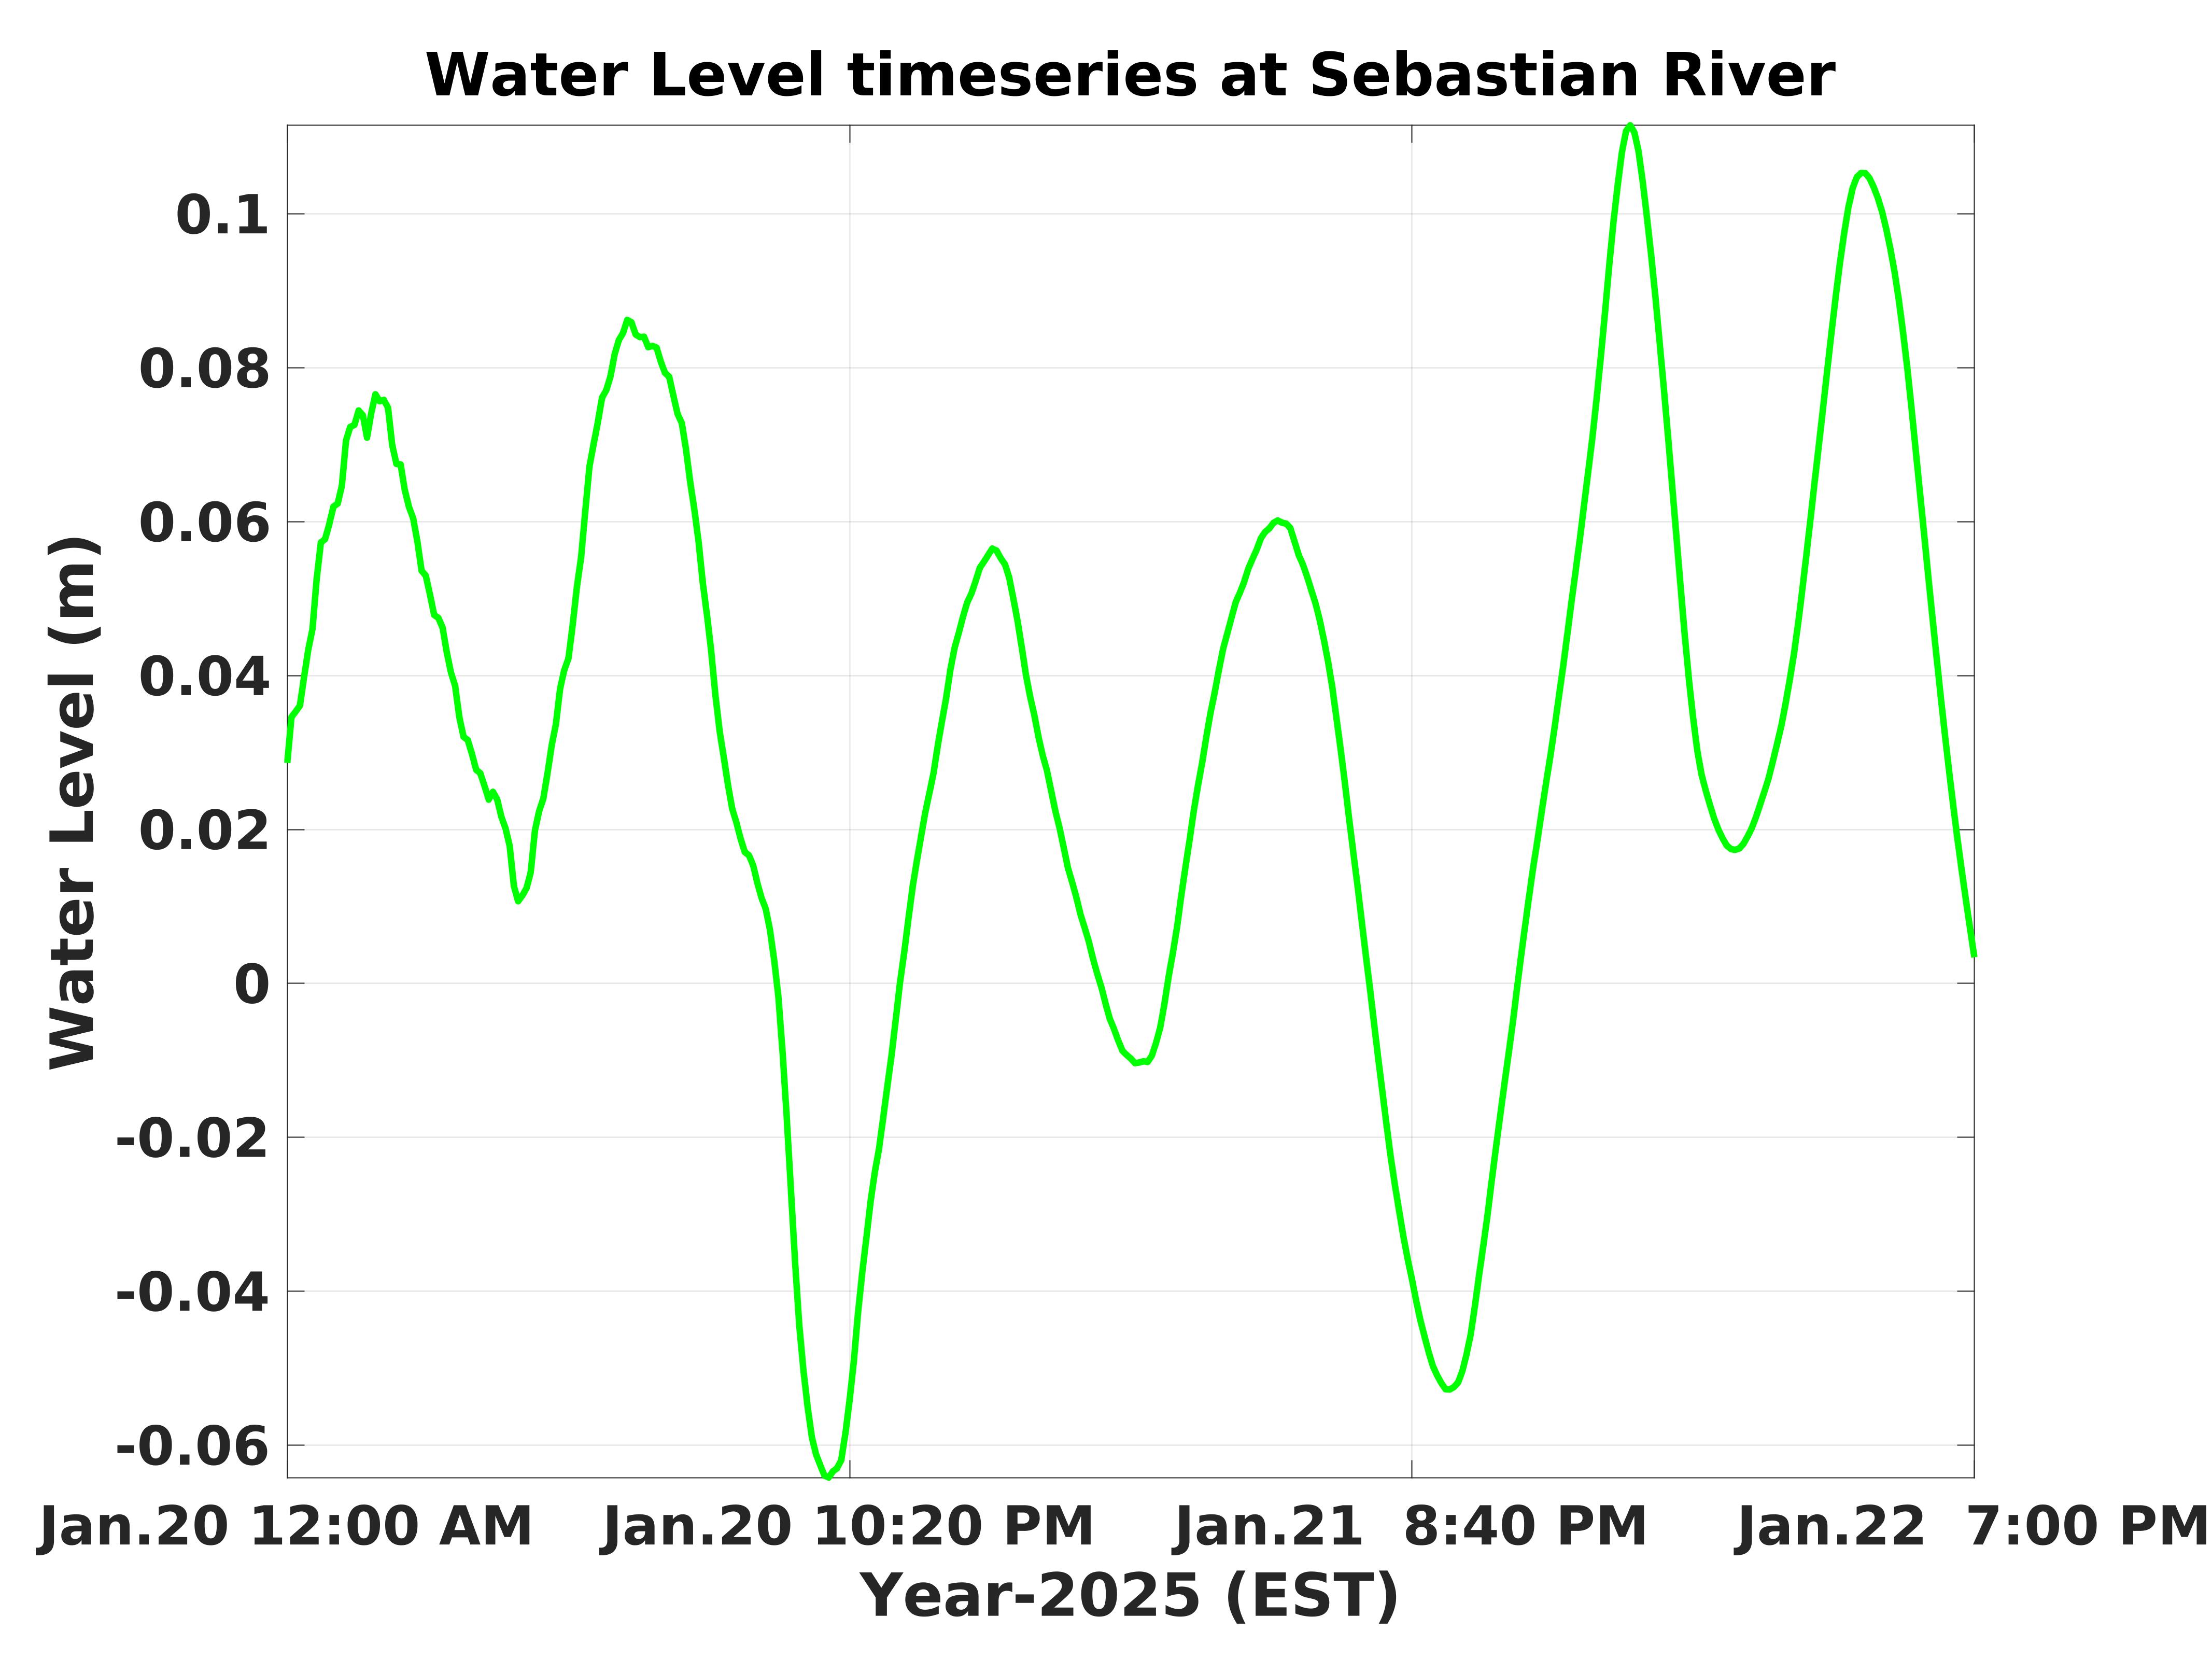 Water Level timeseries at Sebastian River
Water Level (m)
0.1
0.08
0.06
0.04
0.02
0
-0.02
-0.04
-0.06
Jan.20 12:00 AM Jan.20 10:20 PM Jan.21 8:40 PM Jan.22 7:00 PM
Year-2025 (EST)